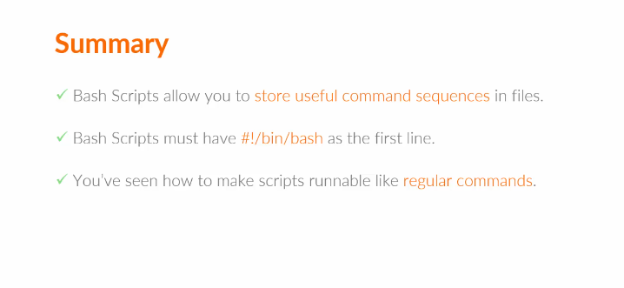 Summary
✓ Bash Scripts allow you to store useful command sequences in files.
✓ Bash Scripts must have #!/bin/bash as the first line.
✓ You've seen how to make scripts runnable like regular commands.